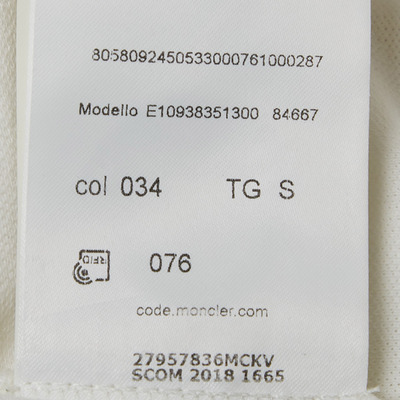 8058092450533000761000287
Modello E10938351300 84667
col 034 TG S
RFID
076
code.moncler.com
27957836MCKV
SCOM 2018 1665